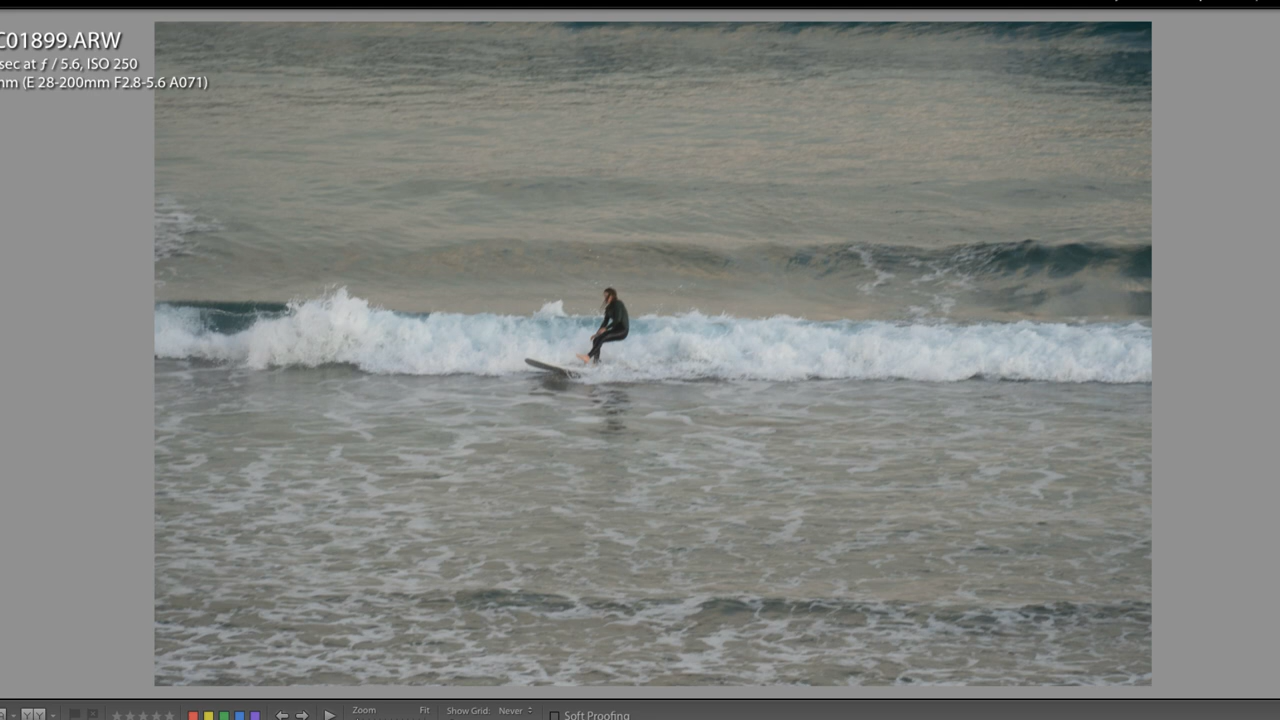 C01899.ARW
sec at ƒ / 5.6, ISO 250
mm (E 28-200mm F2.8-5.6 A071)
Zoom Fit Show Grid: Never Soft Proofing